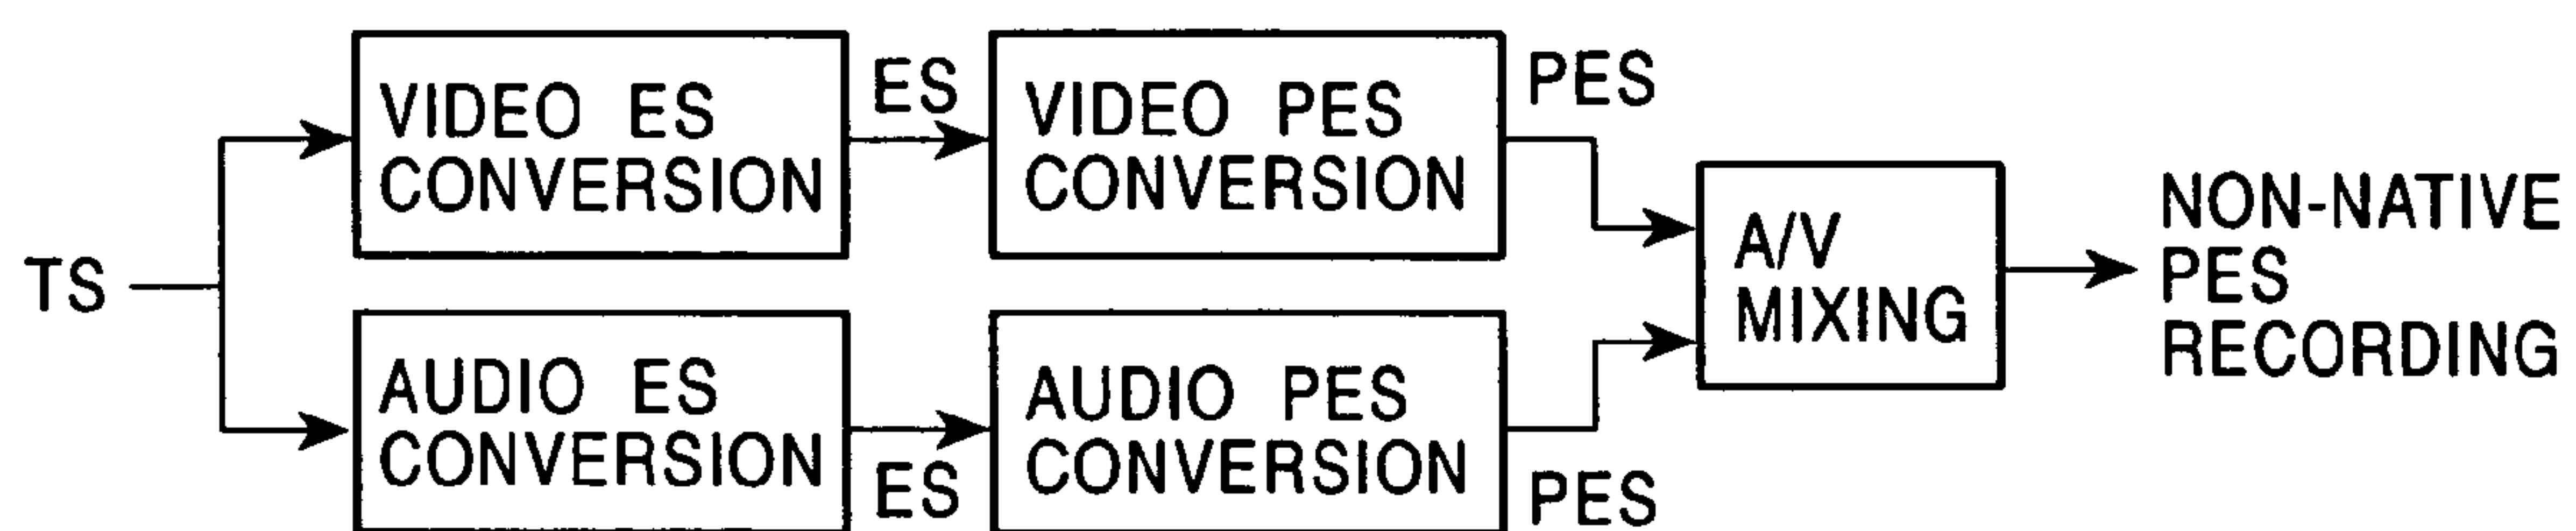 TS
VIDEO ES
CONVERSION
ES
VIDEO PES
CONVERSION
PES
AUDIO ES
CONVERSION
ES
AUDIO PES
CONVERSION
PES
A/V
MIXING
NON-NATIVE
PES
RECORDING